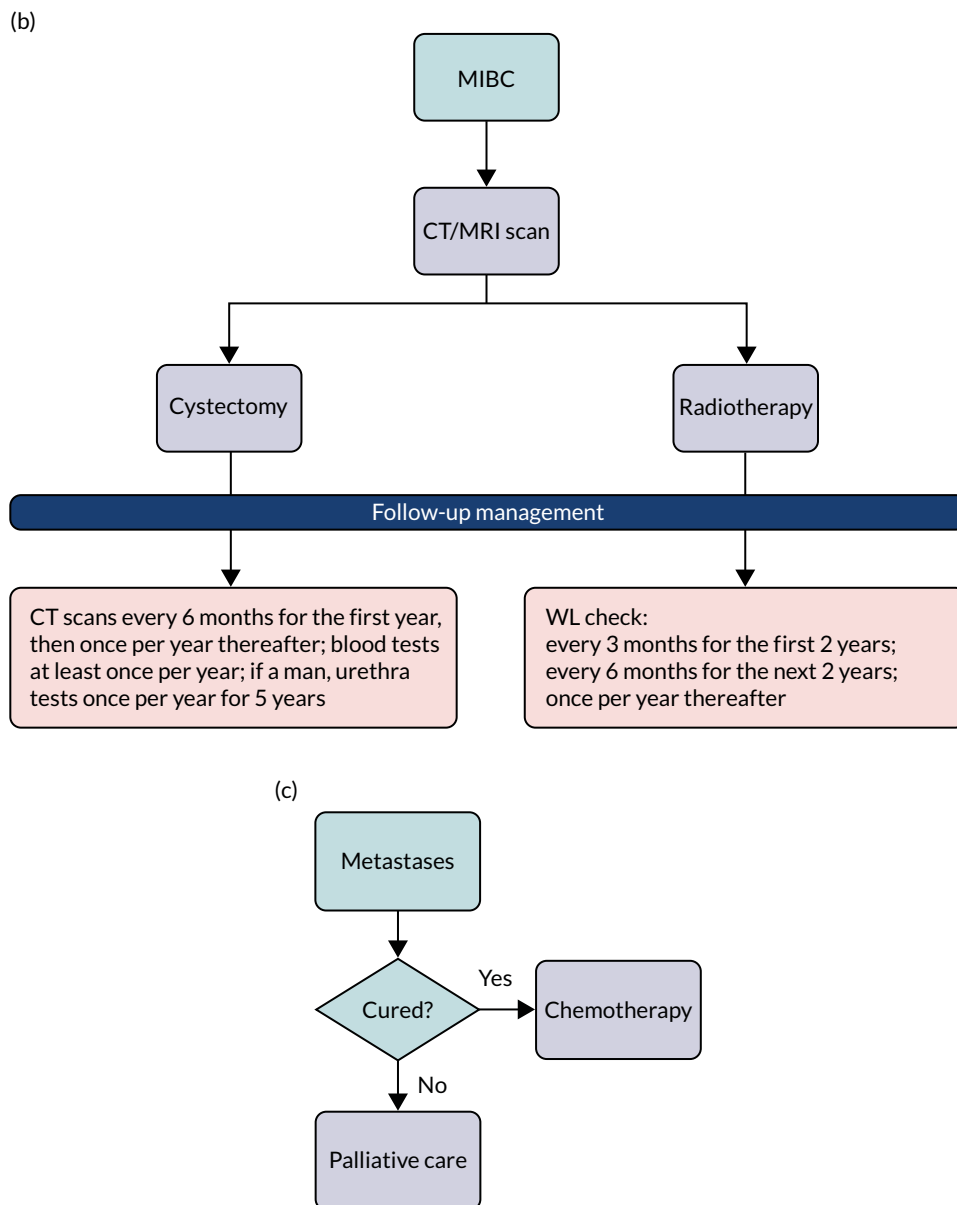 (b)
MIBC
CT/MRI scan
Cystectomy
Radiotherapy
Follow-up management
CT scans every 6 months for the first year,
then once per year thereafter; blood tests
at least once per year; if a man, urethra
tests once per year for 5 years
WL check:
every 3 months for the first 2 years;
every 6 months for the next 2 years;
once per year thereafter
(c)
Metastases
Cured?
Yes
Chemotherapy
No
Palliative care